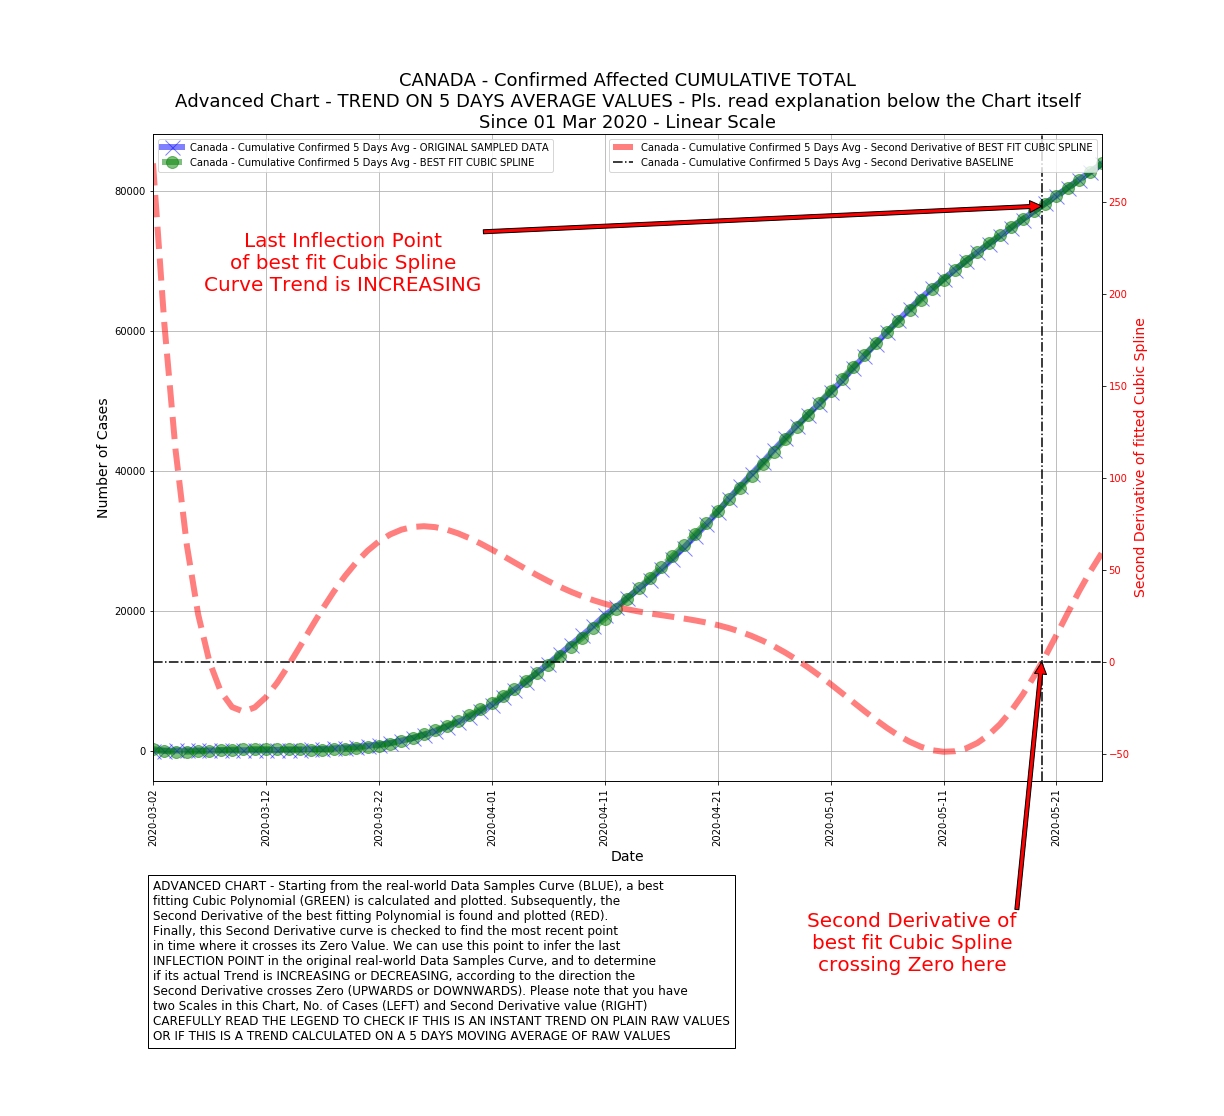 CANADA - Confirmed Affected CUMULATIVE TOTAL
Advanced Chart - TREND ON 5 DAYS AVERAGE VALUES - Pls. read explanation below the Chart itself
Since 01 Mar 2020 - Linear Scale
Canada - Cumulative Confirmed 5 Days Avg - ORIGINAL SAMPLED DATA
Canada - Cumulative Confirmed 5 Days Avg - BEST FIT CUBIC SPLINE
Canada - Cumulative Confirmed 5 Days Avg - Second Derivative of BEST FIT CUBIC SPLINE
Canada - Cumulative Confirmed 5 Days Avg - Second Derivative BASELINE
Last Inflection Point
of best fit Cubic Spline
Curve Trend is INCREASING
Number of Cases
80000
60000
40000
20000
0
250
200
150
100
50
0
−50
Second Derivative of fitted Cubic Spline
2020-03-02
2020-03-12
2020-03-22
2020-04-01
2020-04-11
2020-04-21
2020-05-01
2020-05-11
2020-05-21
Date
ADVANCED CHART - Starting from the real-world Data Samples Curve (BLUE), a best
fitting Cubic Polynomial (GREEN) is calculated and plotted. Subsequently, the
Second Derivative of the best fitting Polynomial is found and plotted (RED).
Finally, this Second Derivative curve is checked to find the most recent point
in time where it crosses its Zero Value. We can use this point to infer the last
INFLECTION POINT in the original real-world Data Samples Curve, and to determine
if its actual Trend is INCREASING or DECREASING, according to the direction the
Second Derivative crosses Zero (UPWARDS or DOWNWARDS). Please note that you have
two Scales in this Chart, No. of Cases (LEFT) and Second Derivative value (RIGHT)
CAREFULLY READ THE LEGEND TO CHECK IF THIS IS AN INSTANT TREND ON PLAIN RAW VALUES
OR IF THIS IS A TREND CALCULATED ON A 5 DAYS MOVING AVERAGE OF RAW VALUES
Second Derivative of
best fit Cubic Spline
crossing Zero here